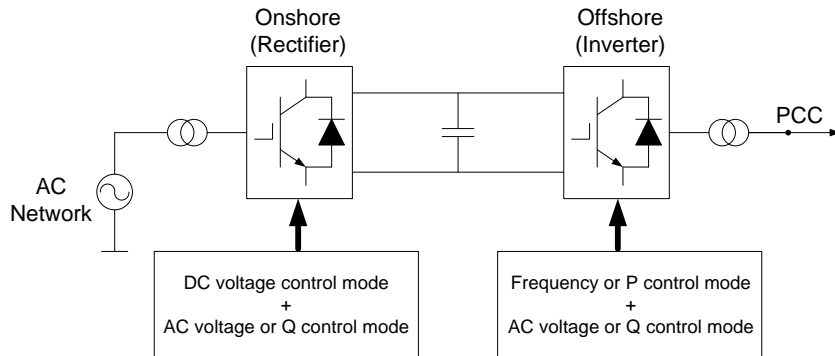 Onshore
(Rectifier)
Offshore
(Inverter)
PCC
AC
Network
DC voltage control mode
+
AC voltage or Q control mode
Frequency or P control mode
+
AC voltage or Q control mode